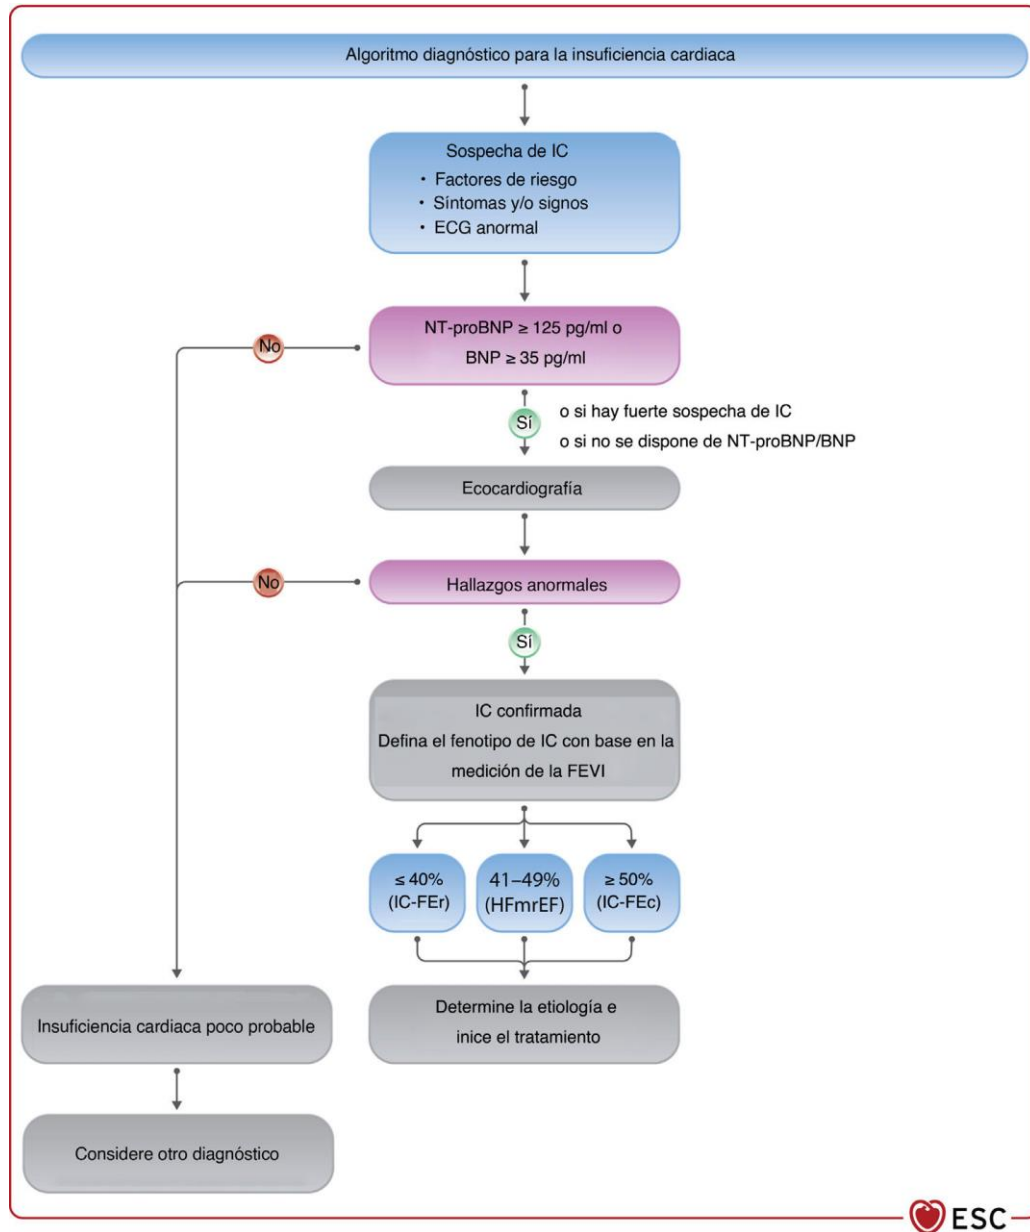 Algoritmo diagnóstico para la insuficiencia cardiaca
Sospecha de IC
• Factores de riesgo
• Síntomas y/o signos
• ECG anormal
NT-proBNP ≥ 125 pg/ml o
BNP ≥ 35 pg/ml
No
Sí
o si hay fuerte sospecha de IC
o si no se dispone de NT-proBNP/BNP
Ecocardiografía
Hallazgos anormales
No
Sí
IC confirmada
Defina el fenotipo de IC con base en la
medición de la FEVI
≤ 40%
(IC-FEr)
41–49%
(HFmrEF)
≥ 50%
(IC-FEc)
Determine la etiología e
inice el tratamiento
Insuficiencia cardiaca poco probable
Considere otro diagnóstico
ESC